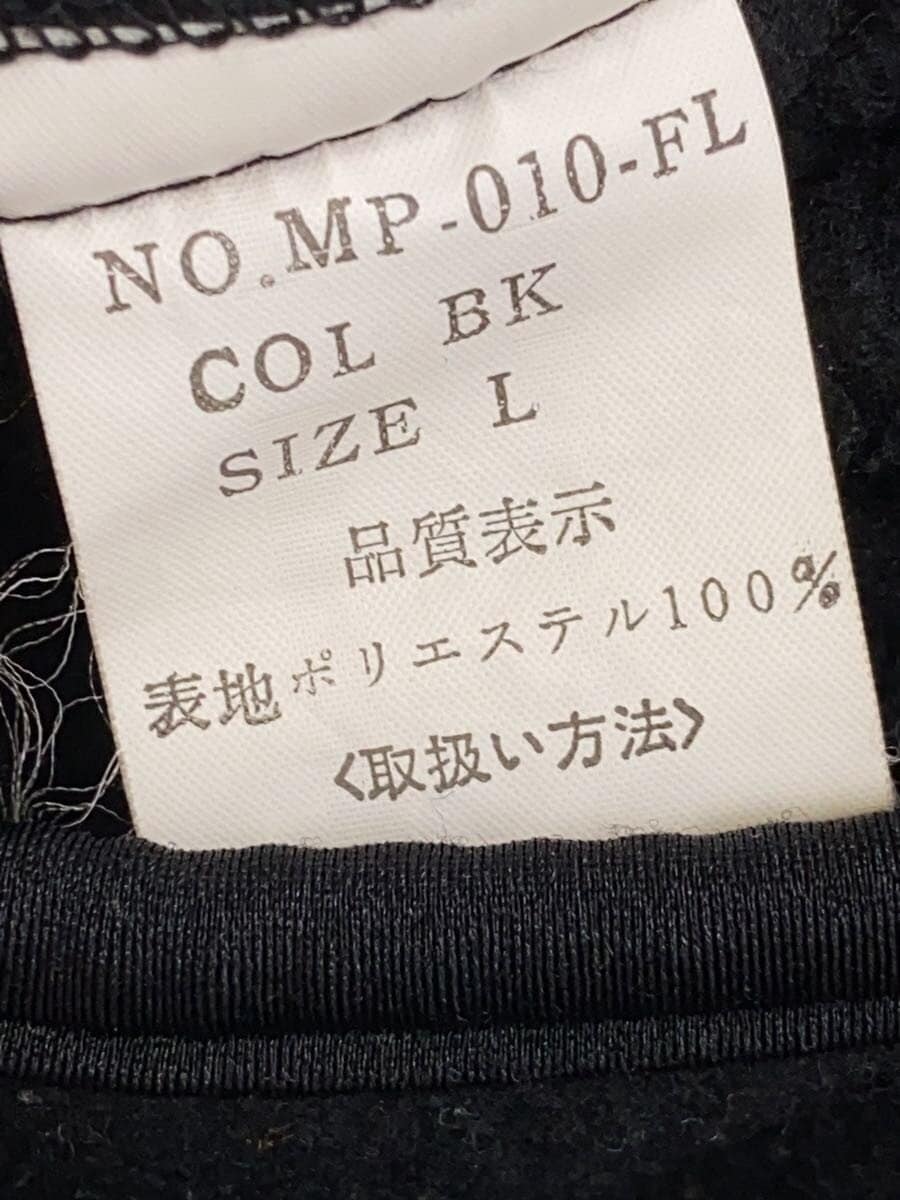 NO.MP-010-FL
COL BK
SIZE L
品質表示
表地ポリエステル100%
<取扱い方法>